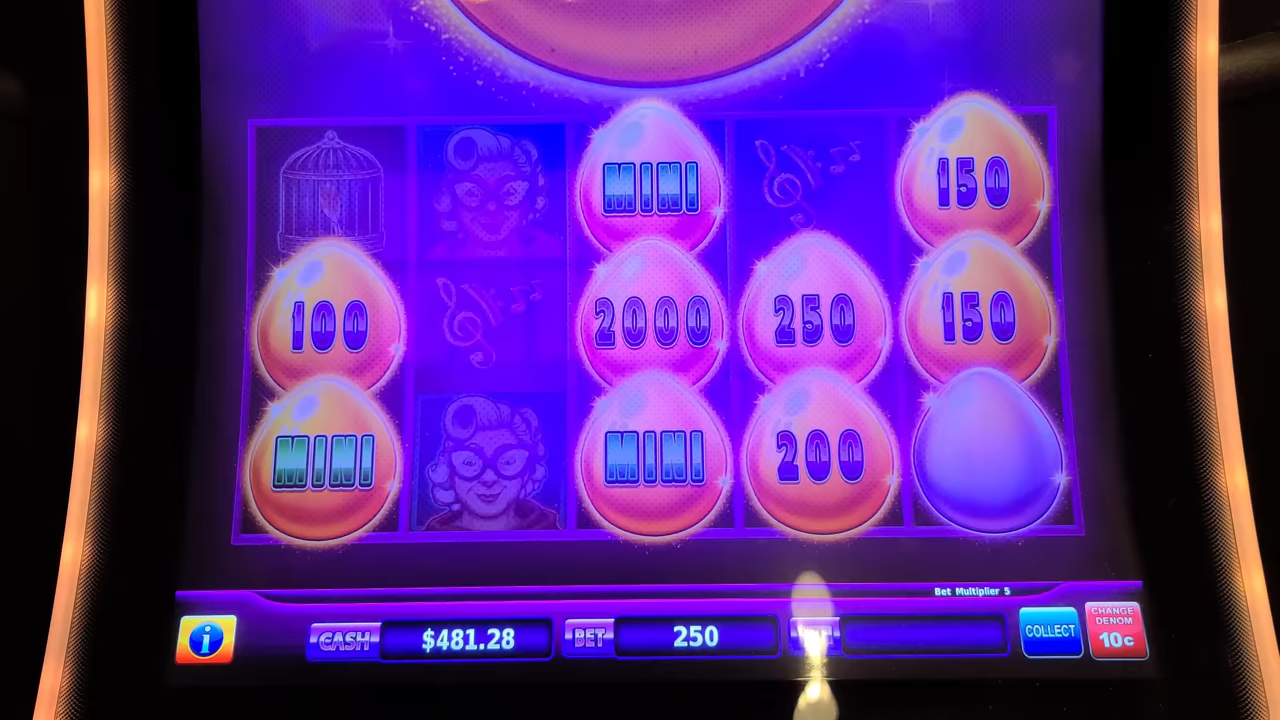 MINI 150
100 2000 250 150
MINI MINI 200
Bet Multiplier 5
i CASH $481.28 BET 250 COLLECT CHANGE DENOM 10c